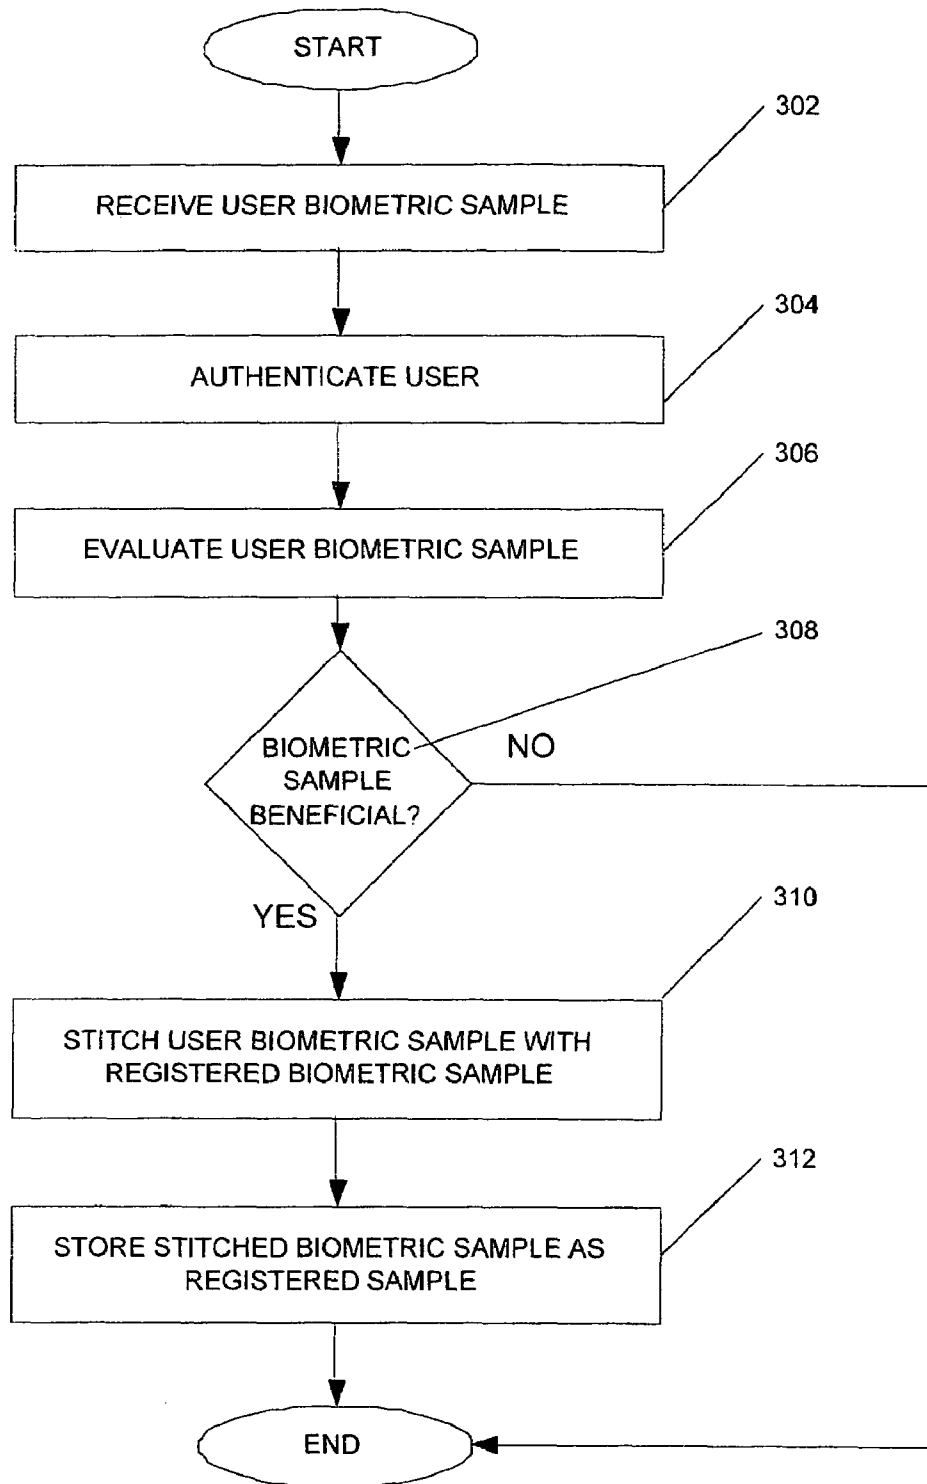 START
302
RECEIVE USER BIOMETRIC SAMPLE
304
AUTHENTICATE USER
306
EVALUATE USER BIOMETRIC SAMPLE
308
BIOMETRIC
SAMPLE
BENEFICIAL?
NO
YES
310
STITCH USER BIOMETRIC SAMPLE WITH
REGISTERED BIOMETRIC SAMPLE
312
STORE STITCHED BIOMETRIC SAMPLE AS
REGISTERED SAMPLE
END